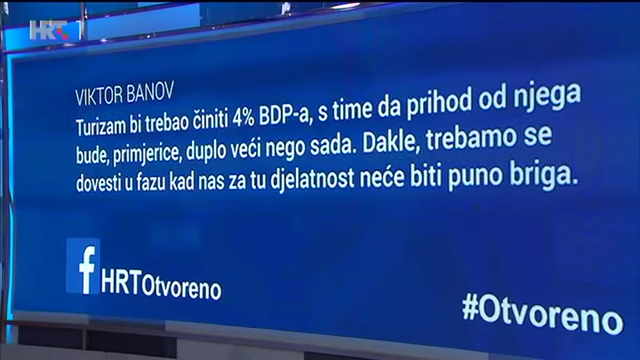 HRT 1
VIKTOR BANOV
Turizam bi trebao činiti 4% BDP-a, s time da prihod od njega
bude, primjerice, duplo veći nego sada. Dakle, trebamo se
dovesti u fazu kad nas za tu djelatnost neće biti puno briga.
f HRTOtvoreno
#Otvoreno